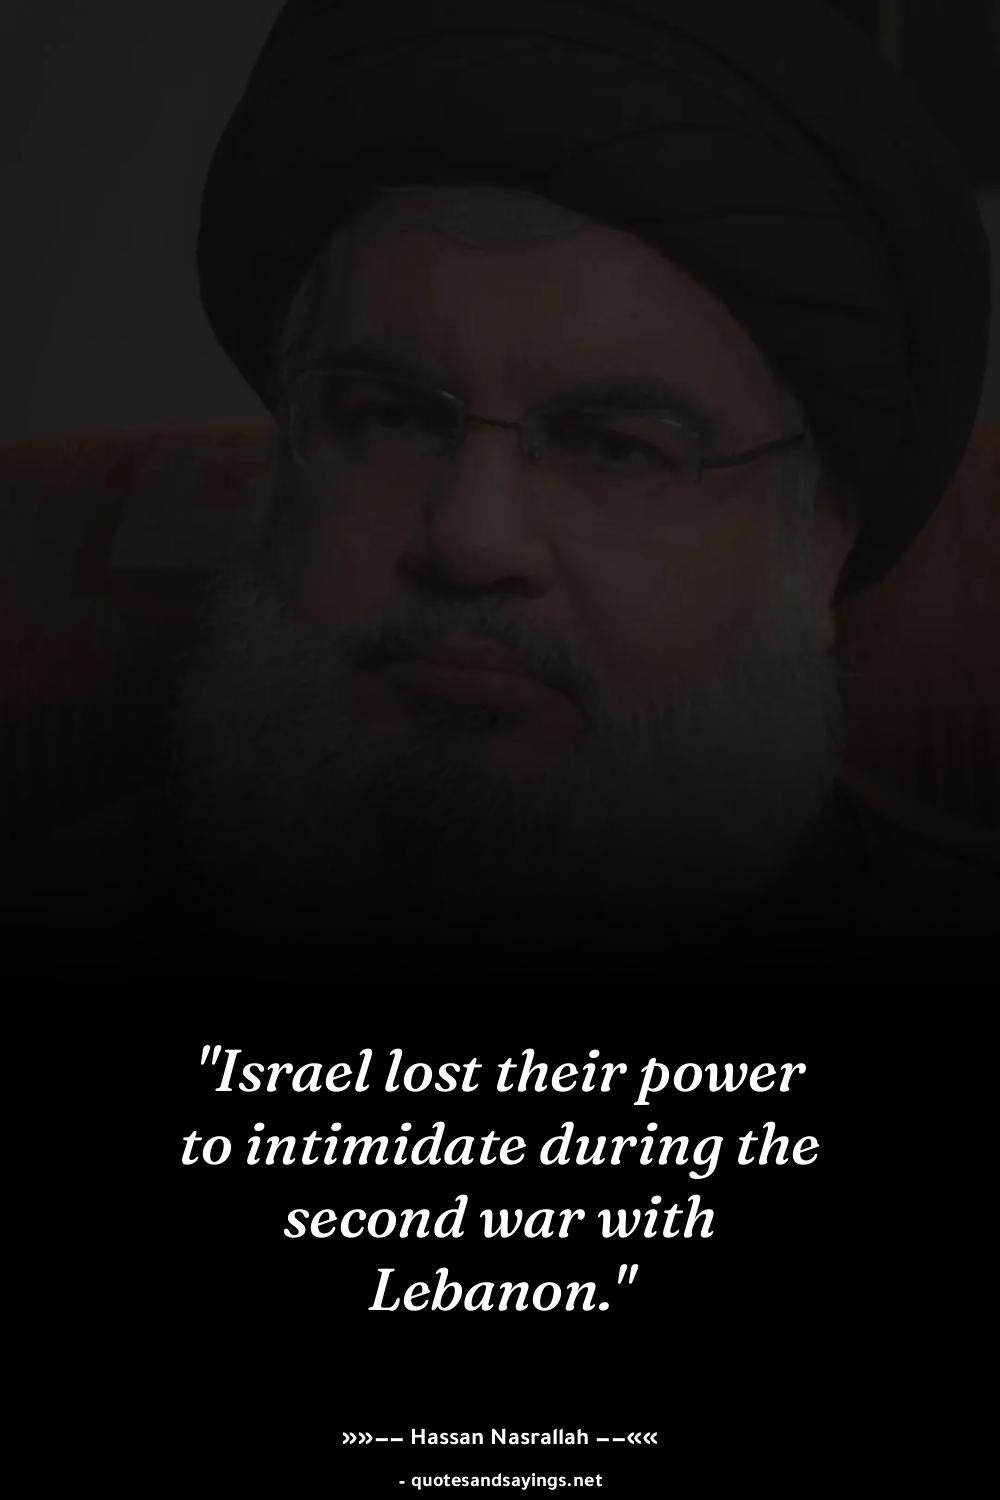 "Israel lost their power
to intimidate during the
second war with
Lebanon."
»»−− Hassan Nasrallah −−««
- quotesandsayings.net